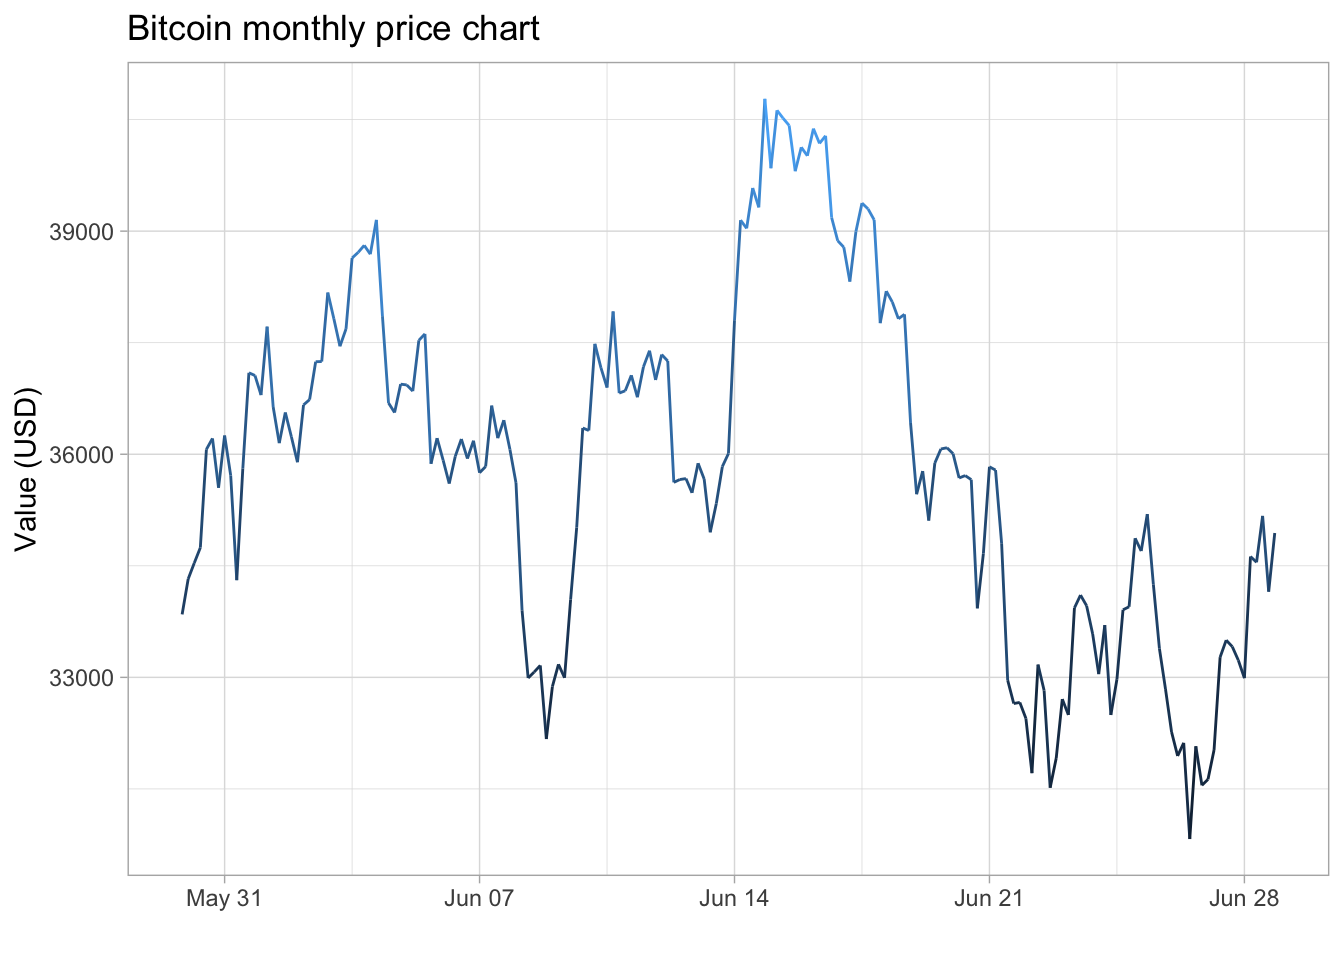 Bitcoin monthly price chart
Value (USD)
39000
36000
33000
May 31
Jun 07
Jun 14
Jun 21
Jun 28